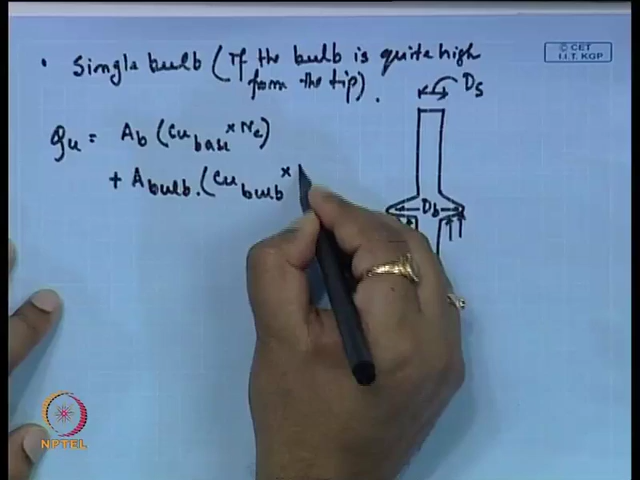 • Single bulb (If the bulb is quite high
from the tip).
© CET
I.I.T. KGP
Ds
Qu = Ab (Cu base × Nc)
+ Abulb. (Cu bulb ×
Db
NPTEL